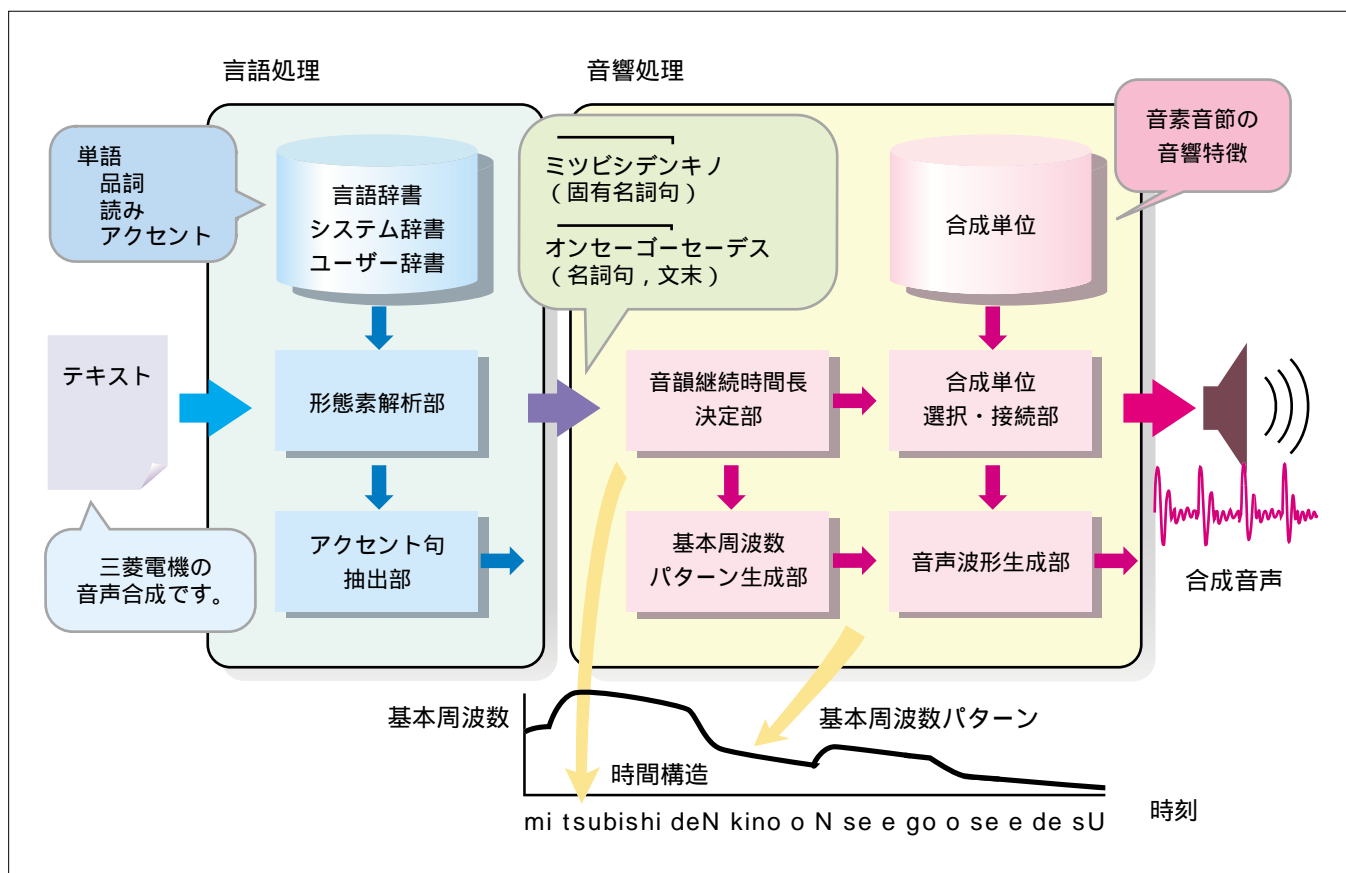 言語処理
音響処理
単語
品詞
読み
アクセント
言語辞書
システム辞書
ユーザー辞書
ミツビシデンキノ
（固有名詞句）
オンセーゴーセーデス
（名詞句，文末）
合成単位
音素音節の
音響特徴
テキスト
形態素解析部
音韻継続時間長
決定部
合成単位
選択・接続部
三菱電機の
音声合成です。
アクセント句
抽出部
基本周波数
パターン生成部
音声波形生成部
合成音声
基本周波数
基本周波数パターン
時間構造
時刻
mi tsubishi deN kino o N se e go o se e de sU